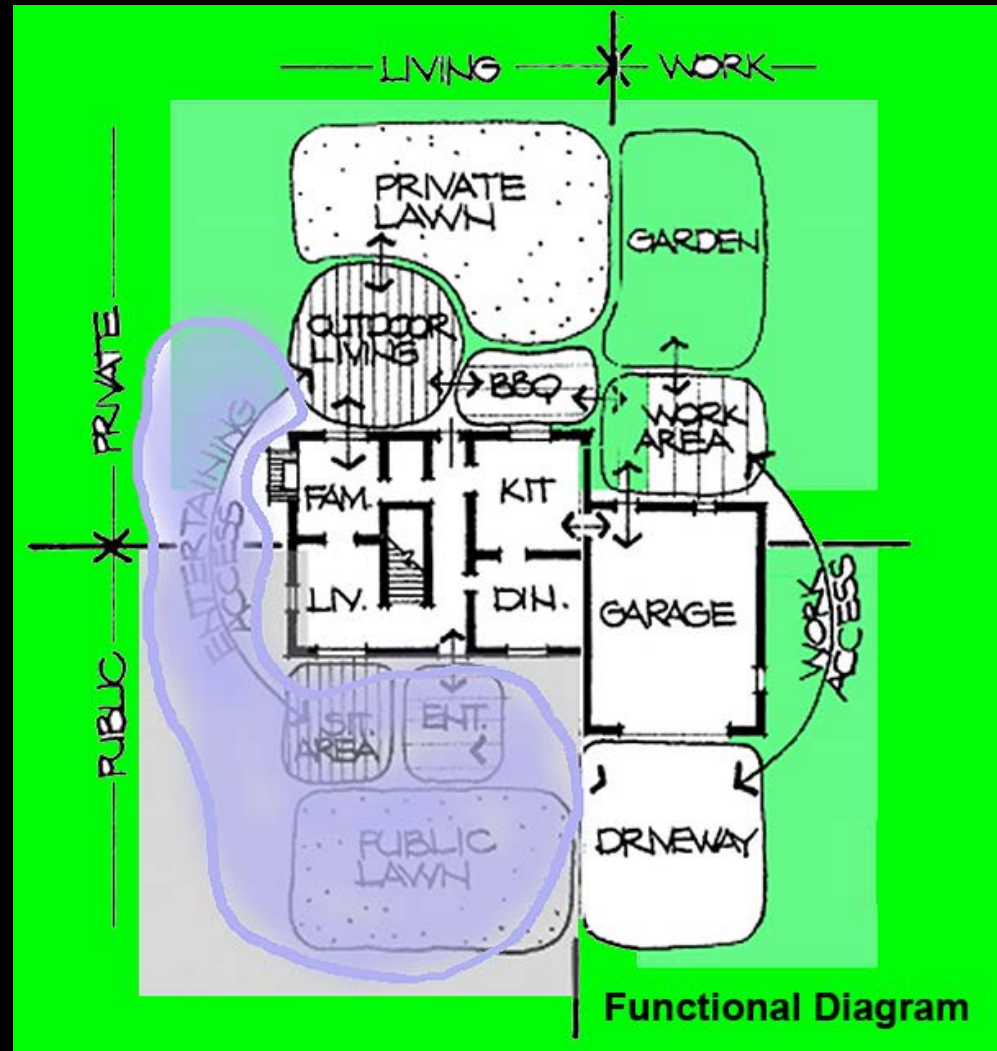 LIVING
WORK
PRIVATE
LAWN
GARDEN
PRIVATE
OUTDOOR
LIVING
BBQ
WORK
AREA
ENTERTAINING
ACCESS
FAM.
KIT
LIV.
DIN.
GARAGE
WORK
ACCESS
PUBLIC
SIT.
AREA
ENT.
PUBLIC
LAWN
DRIVEWAY
Functional Diagram